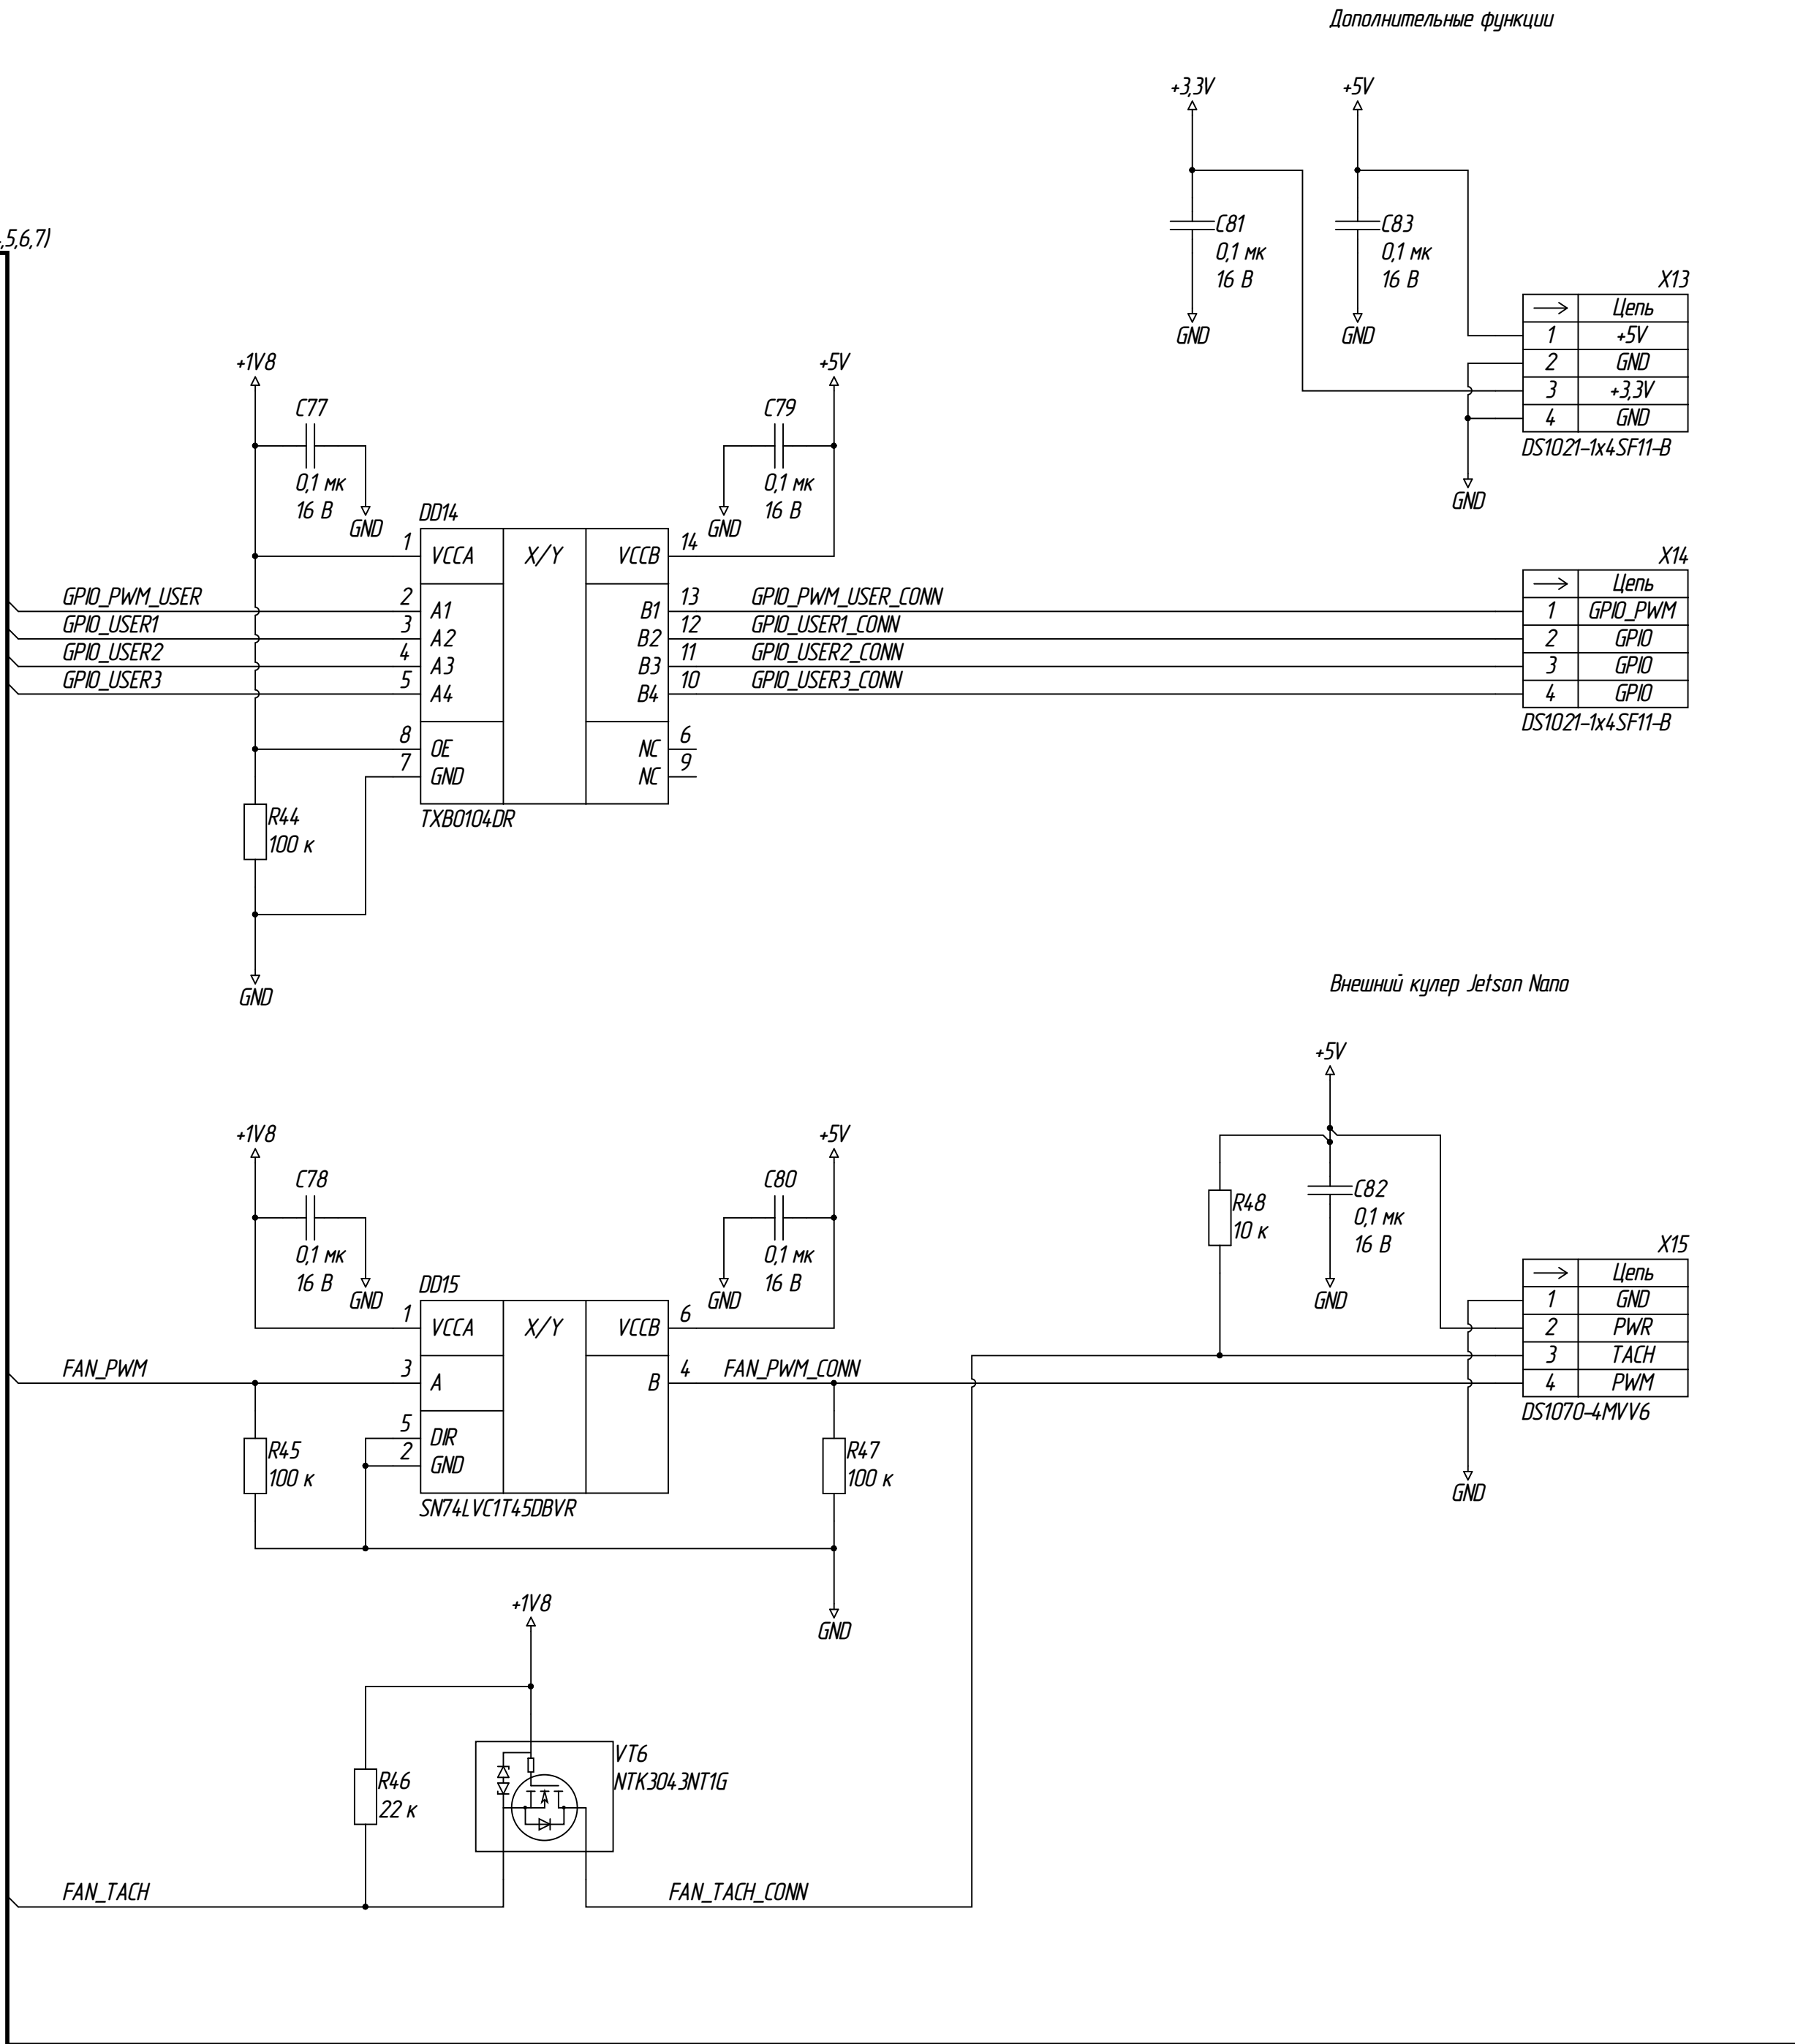 Дополнительные функции
+3,3V
+5V
C81
0,1 мк
16 В
GND
C83
0,1 мк
16 В
GND
,5,6,7)
X13
Цепь
1 +5V
2 GND
3 +3,3V
4 GND
DS1021-1x4SF11-B
GND
+1V8
C77
0,1 мк
16 В
GND
+5V
C79
0,1 мк
16 В
GND
DD14
1 VCCA X/Y VCCB 14
GPIO_PWM_USER 2 A1 B1 13 GPIO_PWM_USER_CONN
GPIO_USER1 3 A2 B2 12 GPIO_USER1_CONN
GPIO_USER2 4 A3 B3 11 GPIO_USER2_CONN
GPIO_USER3 5 A4 B4 10 GPIO_USER3_CONN
8 OE NC 6
7 GND NC 9
TXB0104DR
R44
100 к
GND
X14
Цепь
1 GPIO_PWM
2 GPIO
3 GPIO
4 GPIO
DS1021-1x4SF11-B
Внешний кулер Jetson Nano
+5V
R48
10 к
C82
0,1 мк
16 В
GND
X15
Цепь
1 GND
2 PWR
3 TACH
4 PWM
DS1070-4MVV6
GND
+1V8
C78
0,1 мк
16 В
GND
+5V
C80
0,1 мк
16 В
GND
DD15
1 VCCA X/Y VCCB 6
FAN_PWM 3 A B 4 FAN_PWM_CONN
5 DIR
2 GND
SN74LVC1T45DBVR
R45
100 к
R47
100 к
GND
+1V8
R46
22 к
VT6
NTK3043NT1G
FAN_TACH
FAN_TACH_CONN